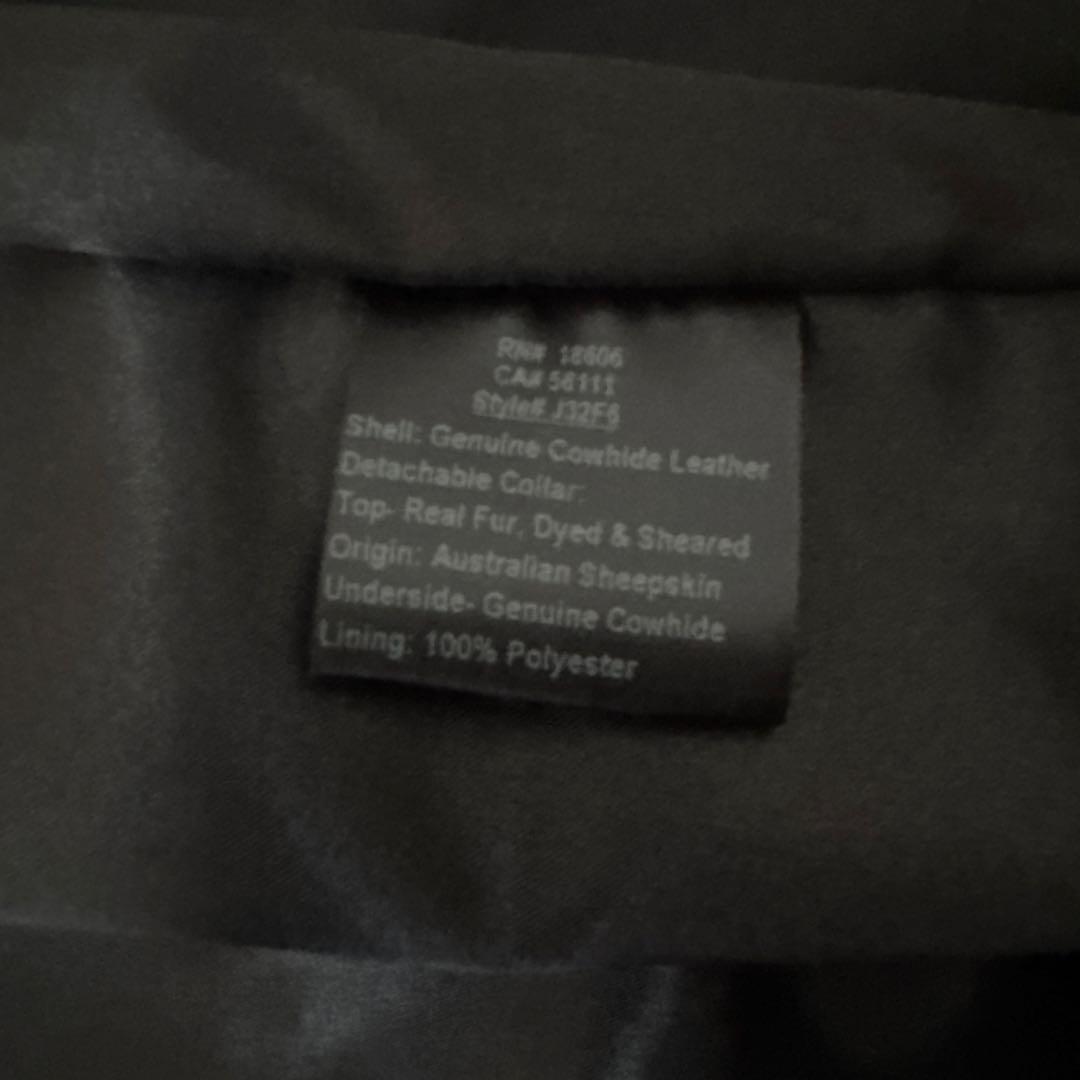 RN# 18606
CA# 56111
Style# J32F6
Shell: Genuine Cowhide Leather
Detachable Collar:
Top- Real Fur, Dyed & Sheared
Origin: Australian Sheepskin
Underside- Genuine Cowhide
Lining: 100% Polyester